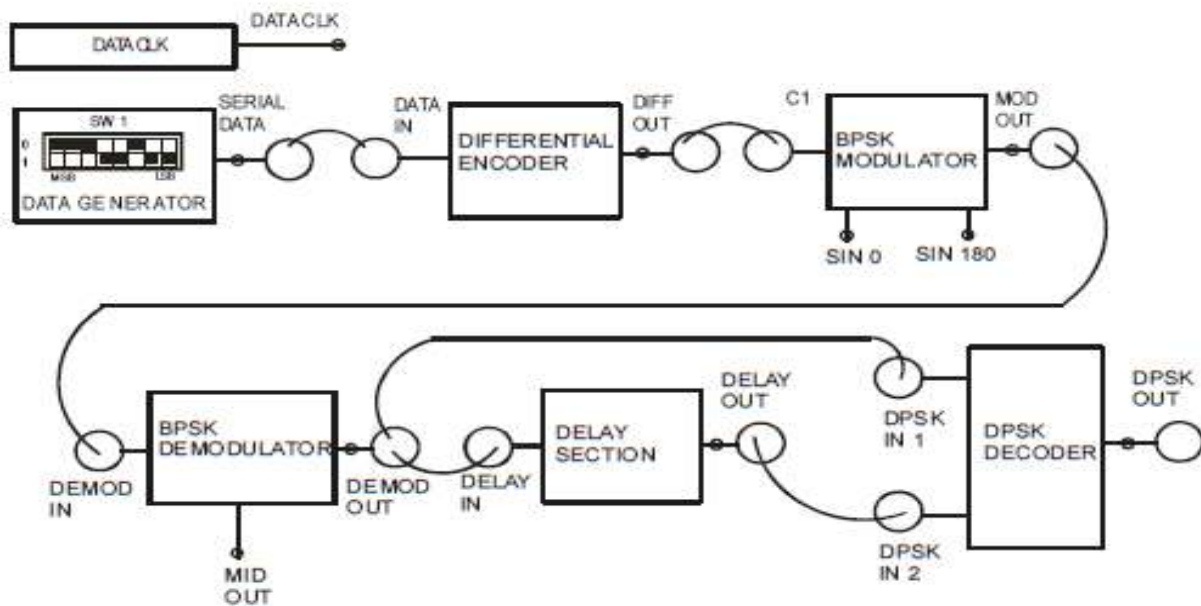 DATACLK
DATACLK
SERIAL
DATA
DATA
IN
DIFF
OUT
C1
MOD
OUT
SW 1
0
1
MSB
LSB
DATA GENERATOR
DIFFERENTIAL
ENCODER
BPSK
MODULATOR
SIN 0
SIN 180
DEMOD
IN
BPSK
DEMODULATOR
MID
OUT
DEMOD
OUT
DELAY
IN
DELAY
SECTION
DELAY
OUT
DPSK
IN 1
DPSK
IN 2
DPSK
DECODER
DPSK
OUT